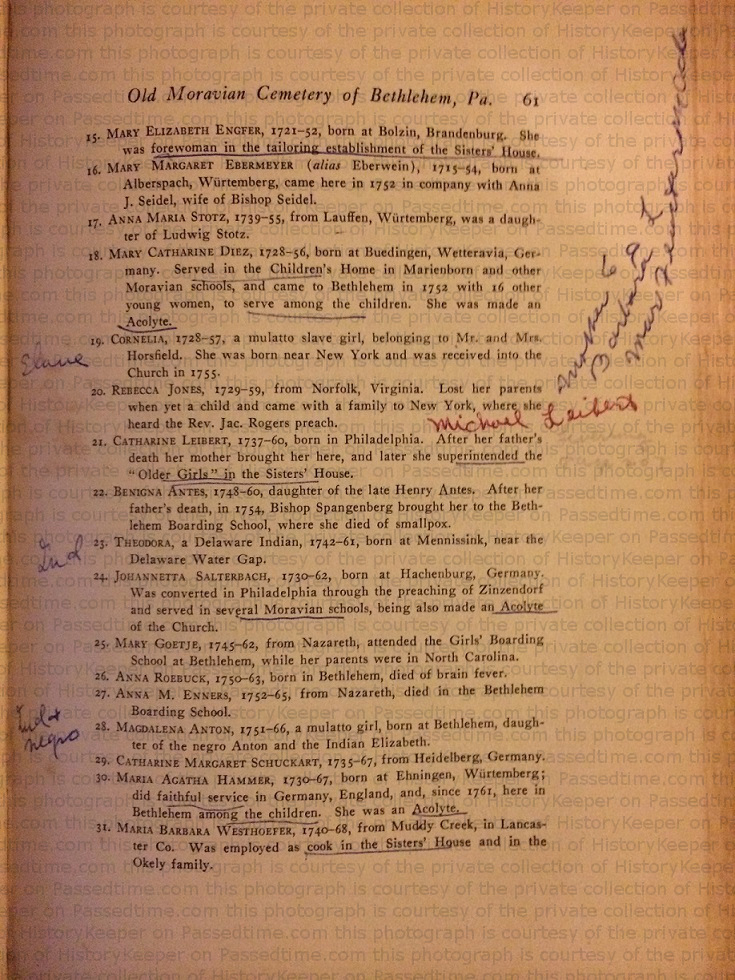 Old Moravian Cemetery of Bethlehem, Pa. 61
15. MARY ELIZABETH ENGFER, 1721–52, born at Bolzin, Brandenburg. She
was forewoman in the tailoring establishment of the Sisters' House.
16. MARY MARGARET EBERMEYER (alias Eberwein), 1715–54, born at
Alberspach, Würtemberg, came here in 1752 in company with Anna
J. Seidel, wife of Bishop Seidel.
17. ANNA MARIA STOTZ, 1739–55, from Lauffen, Würtemberg, was a daugh-
ter of Ludwig Stotz.
18. MARY CATHARINE DIEZ, 1728–56, born at Buedingen, Wetteravia, Ger-
many. Served in the Children's Home in Marienborn and other
Moravian schools, and came to Bethlehem in 1752 with 16 other
young women, to serve among the children. She was made an
Acolyte.
19. CORNELIA, 1728–57, a mulatto slave girl, belonging to Mr. and Mrs.
Horsfield. She was born near New York and was received into the
Church in 1755.
20. REBECCA JONES, 1729–59, from Norfolk, Virginia. Lost her parents
when yet a child and came with a family to New York, where she
heard the Rev. Jac. Rogers preach.
Michael Leibert
21. CATHARINE LEIBERT, 1737–60, born in Philadelphia. After her father's
death her mother brought her here, and later she superintended the
"Older Girls" in the Sisters' House.
22. BENIGNA ANTES, 1748–60, daughter of the late Henry Antes. After her
father's death, in 1754, Bishop Spangenberg brought her to the Beth-
lehem Boarding School, where she died of smallpox.
Ind
23. THEODORA, a Delaware Indian, 1742–61, born at Mennissink, near the
Delaware Water Gap.
24. JOHANNETTA SALTERBACH, 1730–62, born at Hachenburg, Germany.
Was converted in Philadelphia through the preaching of Zinzendorf
and served in several Moravian schools, being also made an Acolyte
of the Church.
25. MARY GOETJE, 1745–62, from Nazareth, attended the Girls' Boarding
School at Bethlehem, while her parents were in North Carolina.
26. ANNA ROEBUCK, 1750–63, born in Bethlehem, died of brain fever.
27. ANNA M. ENNERS, 1752–65, from Nazareth, died in the Bethlehem
Boarding School.
Ind +
negro
28. MAGDALENA ANTON, 1751–66, a mulatto girl, born at Bethlehem, daugh-
ter of the negro Anton and the Indian Elizabeth.
29. CATHARINE MARGARET SCHUCKART, 1735–67, from Heidelberg, Germany.
30. MARIA AGATHA HAMMER, 1730–67, born at Ehningen, Würtemberg;
did faithful service in Germany, England, and, since 1761, here in
Bethlehem among the children. She was an Acolyte.
31. MARIA BARBARA WESTHOEFER, 1740–68, from Muddy Creek, in Lancas-
ter Co. Was employed as cook in the Sisters' House and in the
Okely family.
mother
Barbara
this photograph is courtesy of the private collection of HistoryKeeper on Passedtime.com